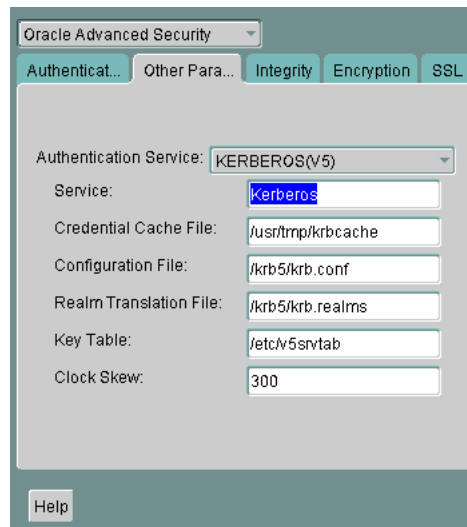 Oracle Advanced Security
Authenticat... Other Para... Integrity Encryption SSL
Authentication Service: KERBEROS(V5)
Service: Kerberos
Credential Cache File: /usr/tmp/krbcache
Configuration File: /krb5/krb.conf
Realm Translation File: /krb5/krb.realms
Key Table: /etc/v5srvtab
Clock Skew: 300
Help